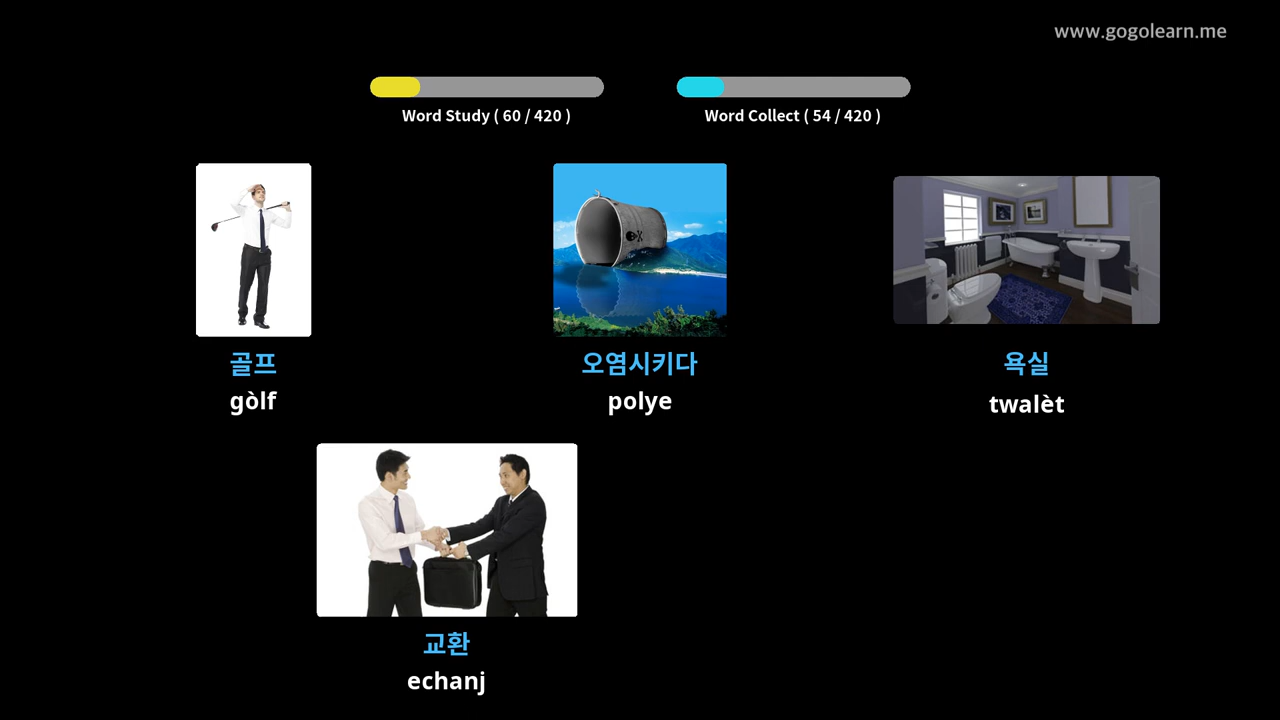 www.gogolearn.me
Word Study ( 60 / 420 )
Word Collect ( 54 / 420 )
골프
gòlf
오염시키다
polye
욕실
twalèt
교환
echanj